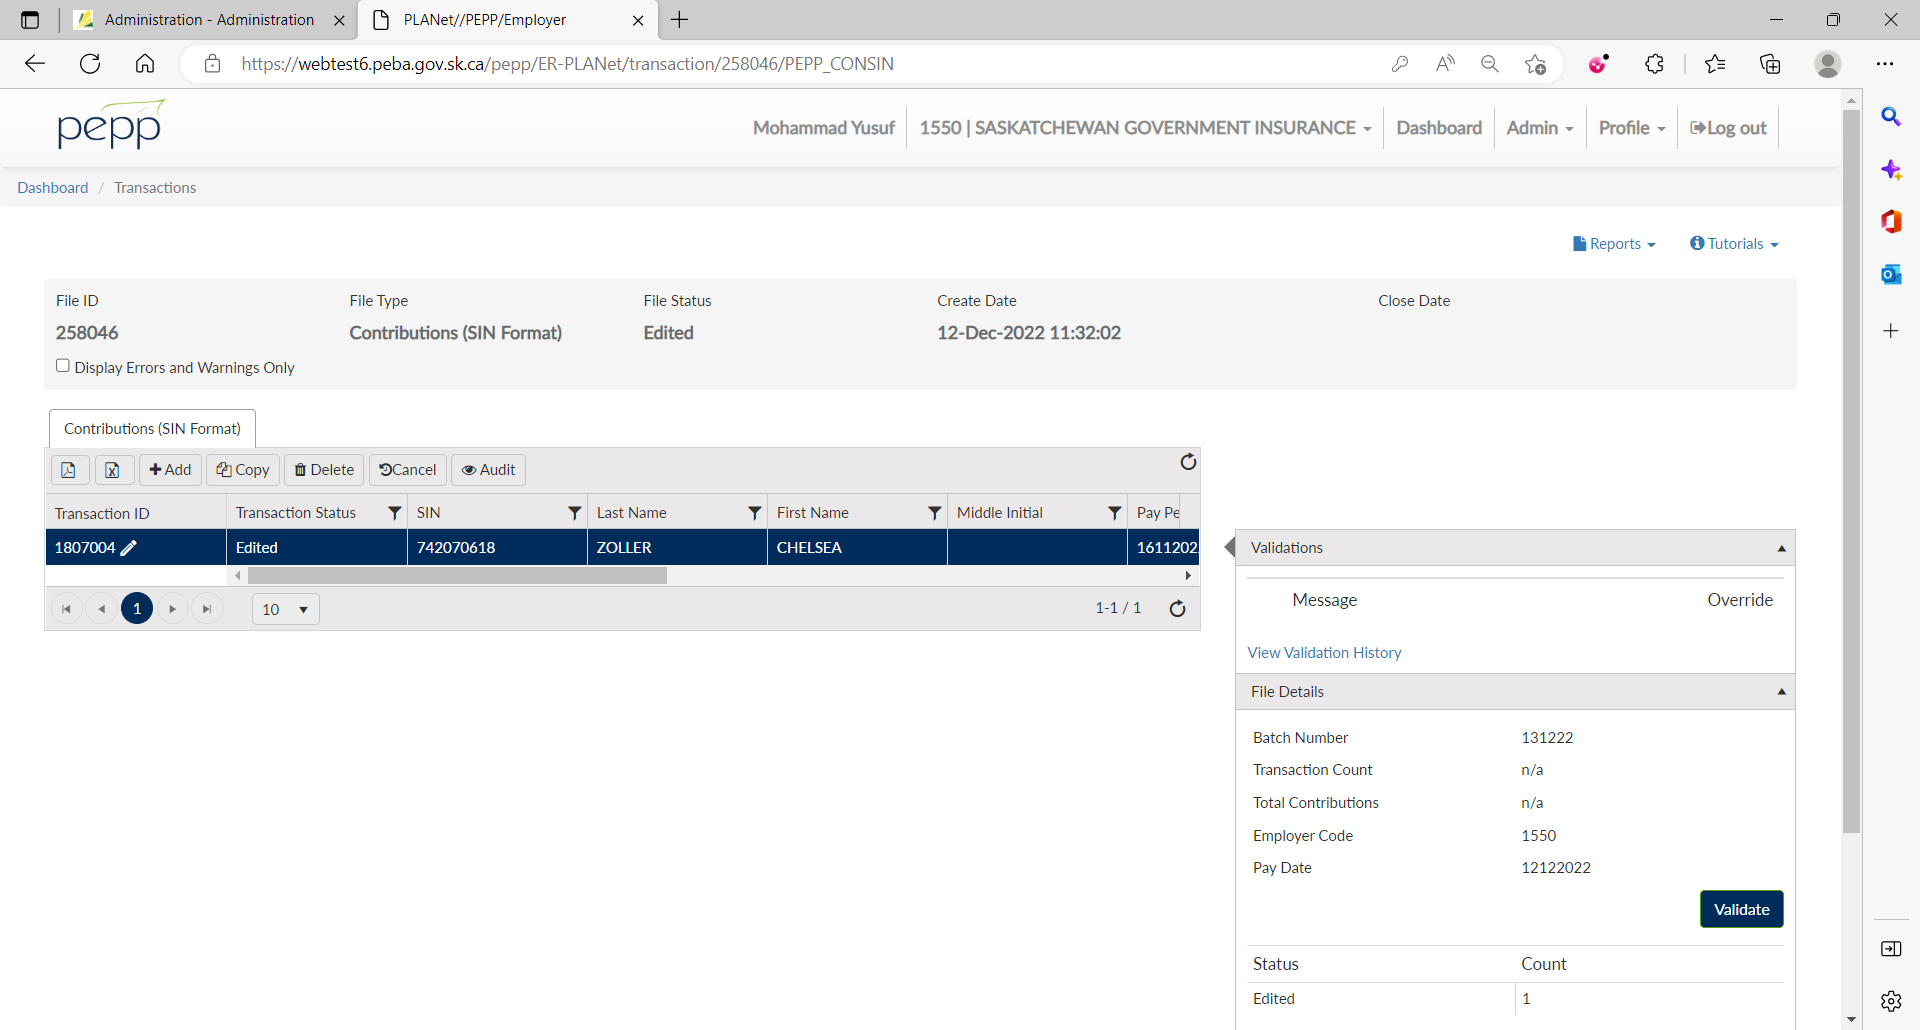 Administration - Administration
PLANet//PEPP/Employer
https://webtest6.peba.gov.sk.ca/pepp/ER-PLANet/transaction/258046/PEPP_CONSIN
pepp
Mohammad Yusuf
1550 | SASKATCHEWAN GOVERNMENT INSURANCE
Dashboard
Admin
Profile
Log out
Dashboard / Transactions
Reports
Tutorials
File ID
File Type
File Status
Create Date
Close Date
258046
Contributions (SIN Format)
Edited
12-Dec-2022 11:32:02
Display Errors and Warnings Only
Contributions (SIN Format)
Add
Copy
Delete
Cancel
Audit
Transaction ID
Transaction Status
SIN
Last Name
First Name
Middle Initial
Pay Pe
1807004
Edited
742070618
ZOLLER
CHELSEA
1611202
1
10
1-1 / 1
Validations
Message
Override
View Validation History
File Details
Batch Number
131222
Transaction Count
n/a
Total Contributions
n/a
Employer Code
1550
Pay Date
12122022
Validate
Status
Count
Edited
1